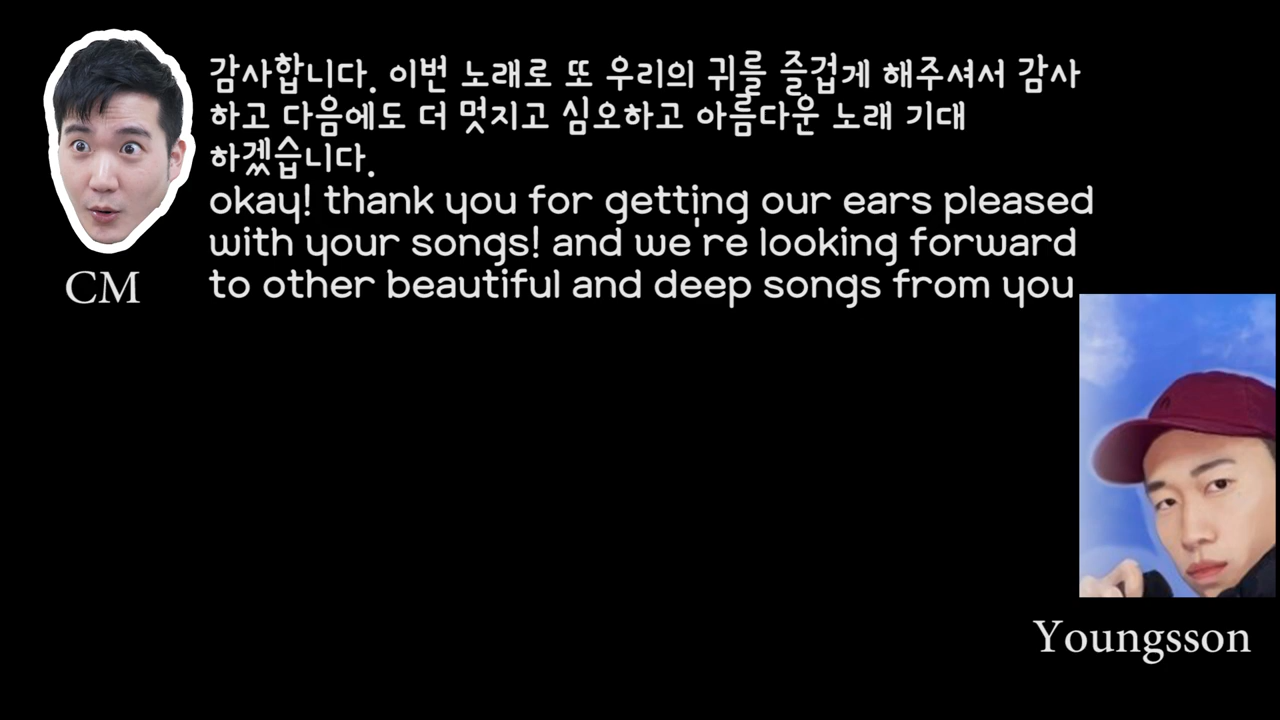 감사합니다. 이번 노래로 또 우리의 귀를 즐겁게 해주셔서 감사
하고 다음에도 더 멋지고 심오하고 아름다운 노래 기대
하겠습니다.
okay! thank you for getting our ears pleased
with your songs! and we're looking forward
to other beautiful and deep songs from you
CM
Youngsson